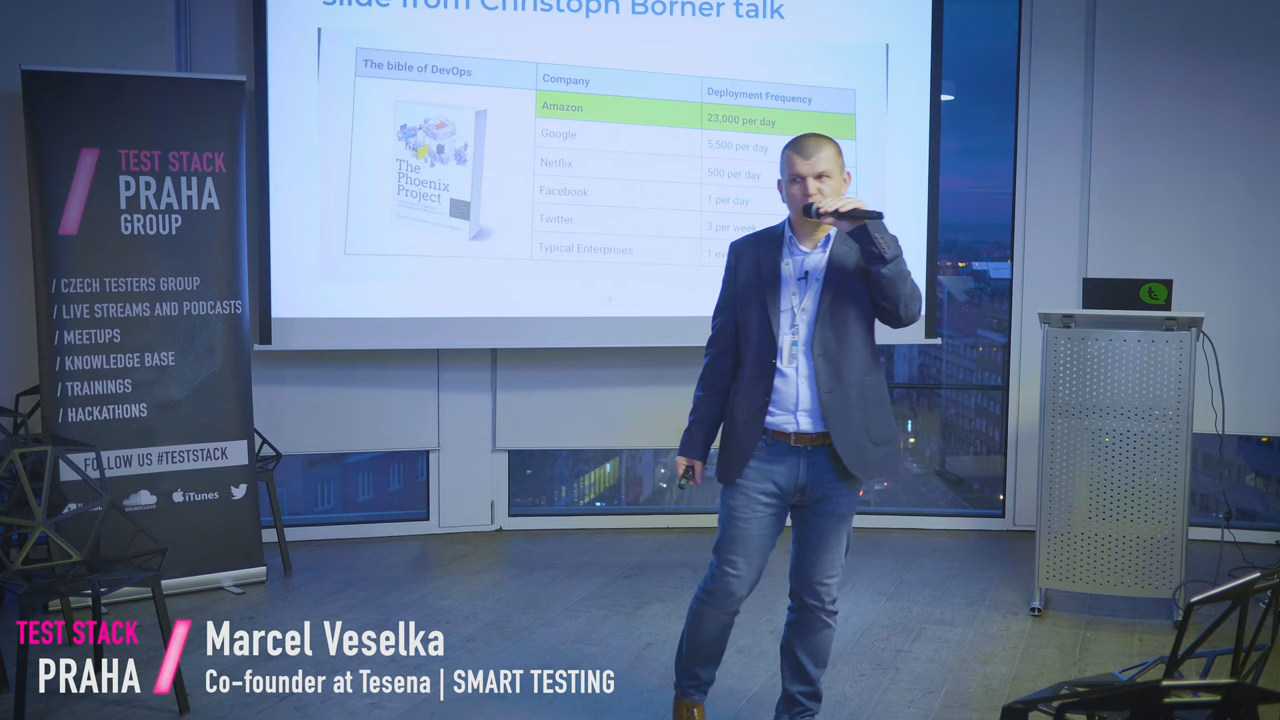 slide from Christoph Börner talk
The bible of DevOps
Company
Deployment Frequency
Amazon
23,000 per day
Google
5,500 per day
Netflix
500 per day
Facebook
1 per day
Twitter
3 per week
Typical Enterprises
1
The
Phoenix
Project
TEST STACK
PRAHA
GROUP
/ CZECH TESTERS GROUP
/ LIVE STREAMS AND PODCASTS
/ MEETUPS
/ KNOWLEDGE BASE
/ TRAININGS
/ HACKATHONS
FOLLOW US #TESTSTACK
SOUNDCLOUD
iTunes
te
TEST STACK
PRAHA
Marcel Veselka
Co-founder at Tesena | SMART TESTING